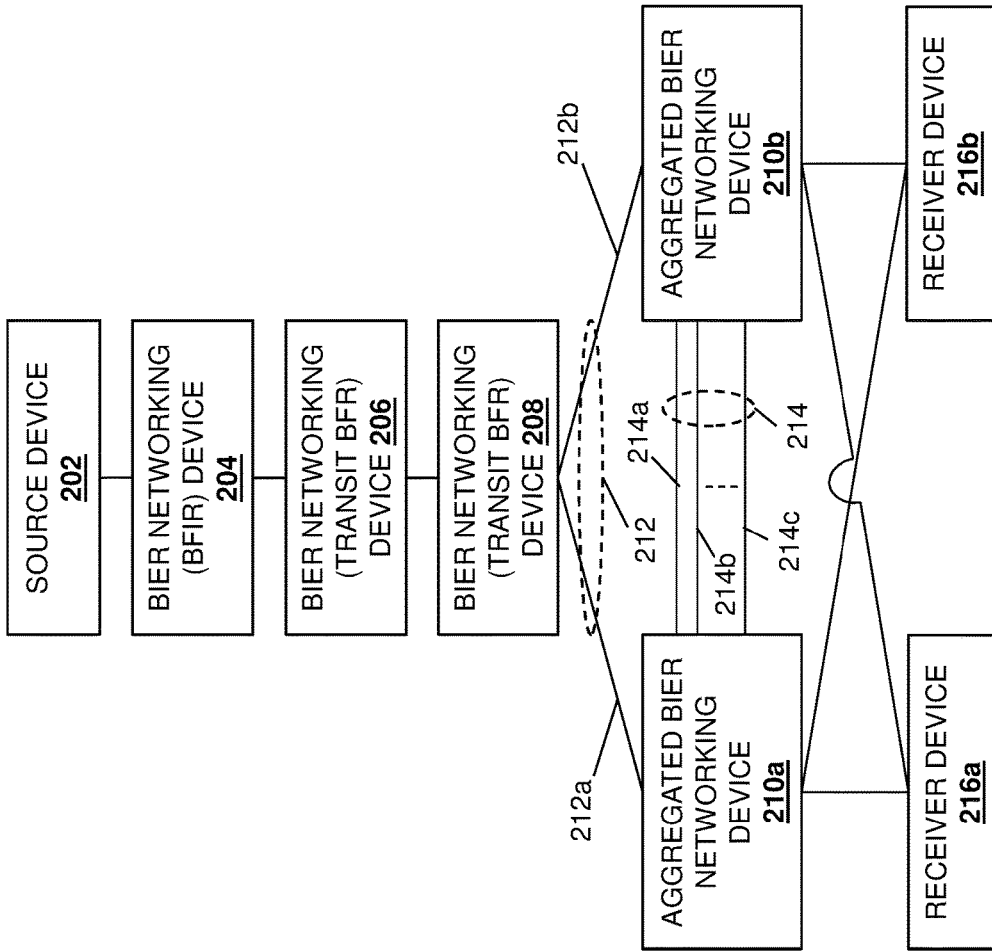 SOURCE DEVICE
202
BIER NETWORKING
(BFIR) DEVICE
204
BIER NETWORKING
(TRANSIT BFR)
DEVICE 206
BIER NETWORKING
(TRANSIT BFR)
DEVICE 208
212a
212
212b
AGGREGATED BIER
NETWORKING
DEVICE
210a
214a
214b
214c
214
AGGREGATED BIER
NETWORKING
DEVICE
210b
RECEIVER DEVICE
216a
RECEIVER DEVICE
216b